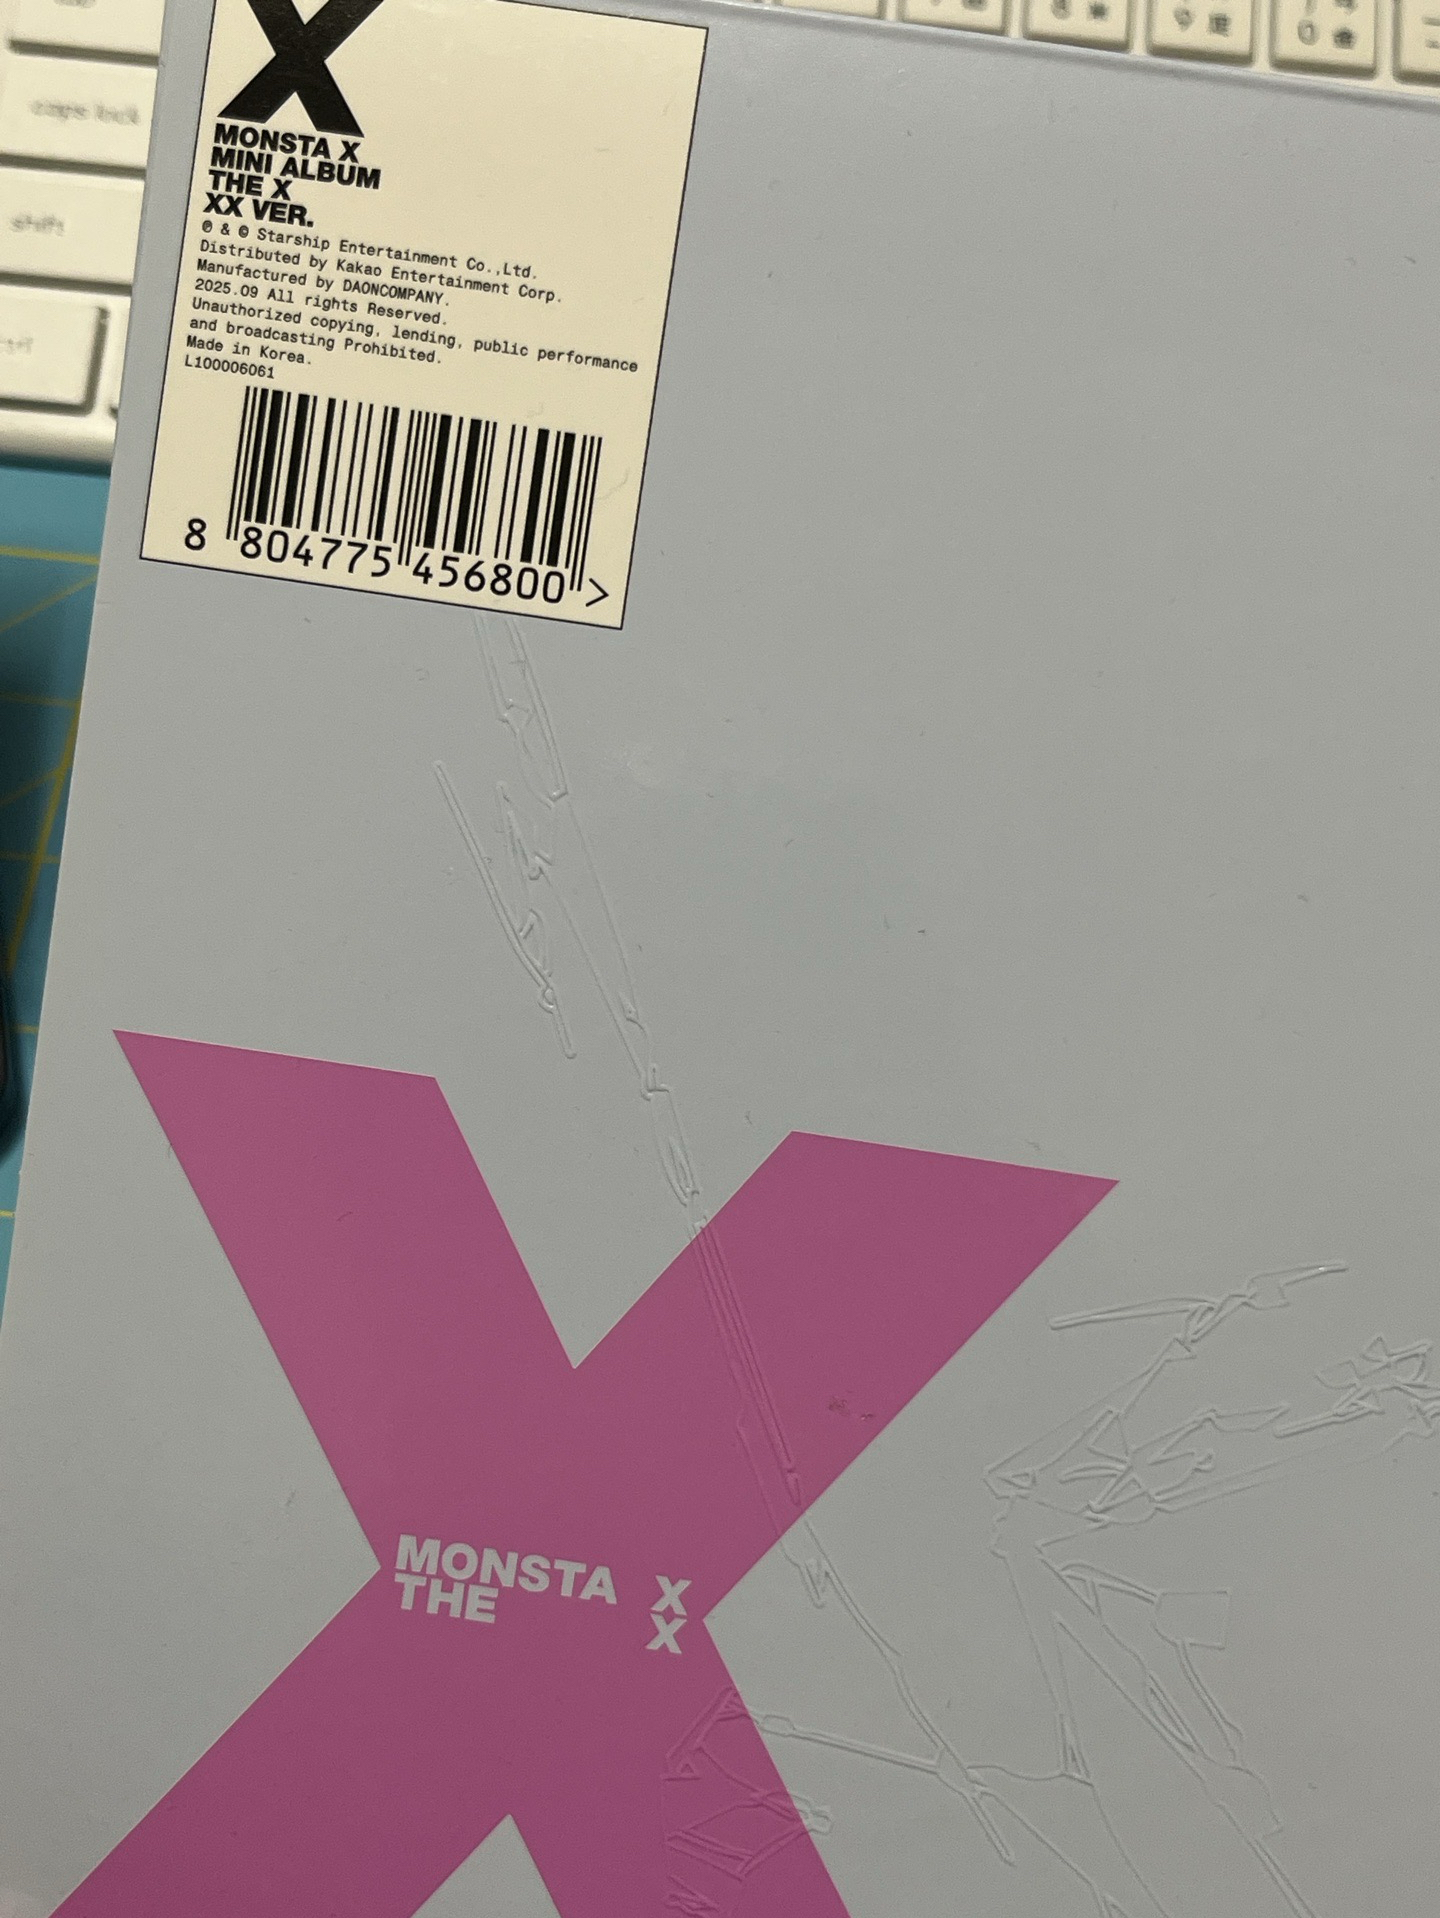 caps lock
shift
X
MONSTA X
MINI ALBUM
THE X
XX VER.
℗ & © Starship Entertainment Co.,Ltd.
Distributed by Kakao Entertainment Corp.
Manufactured by DAONCOMPANY.
2025.09 All rights Reserved.
Unauthorized copying, lending, public performance
and broadcasting Prohibited.
Made in Korea.
L100006061
8 804775 456800 >
X
MONSTA X
THE X